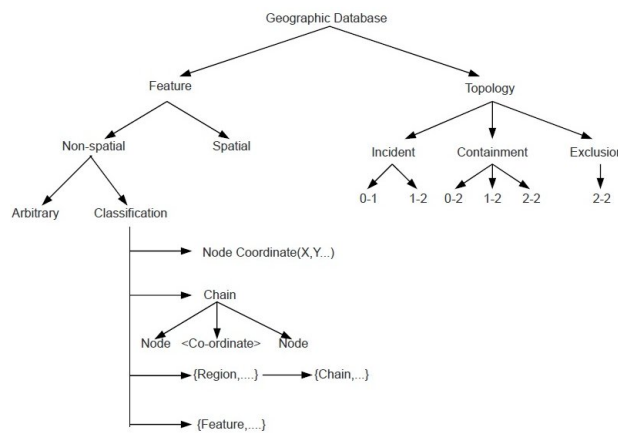 Geographic Database
Feature Topology
Non-spatial Spatial Incident Containment Exclusion
Arbitrary Classification 0-1 1-2 0-2 1-2 2-2 2-2
Node Coordinate(X,Y...)
Chain
Node <Co-ordinate> Node
{Region,....} {Chain,...}
{Feature,....}